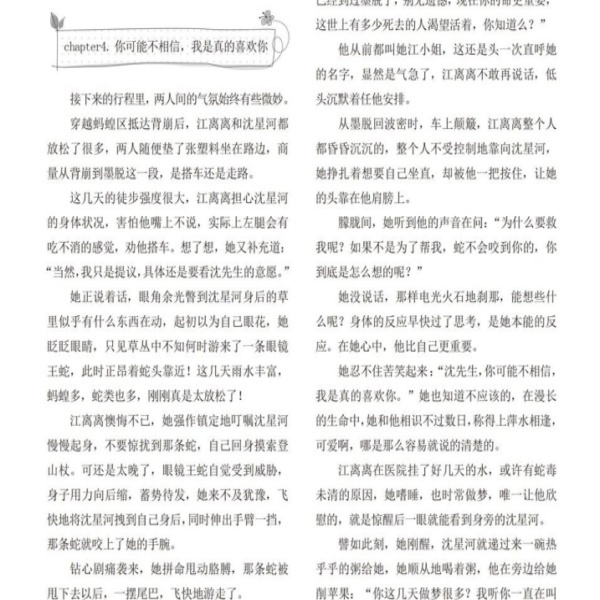 chapter4. 你可能不相信，我是真的喜欢你
接下来的行程里，两人间的气氛始终有些微妙。
穿越蚂蝗区抵达背崩后，江离离和沈星河都
放松了很多，两人随便垫了张塑料坐在路边，商
量从背崩到墨脱这一段，是搭车还是走路。
这几天的徒步强度很大，江离离担心沈星河
的身体状况，害怕他嘴上不说，实际上左腿会有
吃不消的感觉，劝他搭车。想了想，她又补充道：
“当然，我只是提议，具体还是要看沈先生的意愿。”
她正说着话，眼角余光瞥到沈星河身后的草
里似乎有什么东西在动，起初以为自己眼花，她
眨眨眼睛，只见草丛中不知何时游来了一条眼镜
王蛇，此时正昂着蛇头靠近！这几天雨水丰富，
蚂蝗多，蛇类也多，刚刚真是太放松了！
江离离懊悔不已，她强作镇定地叮嘱沈星河
慢慢起身，不要惊扰到那条蛇，自己回身摸索登
山杖。可还是太晚了，眼镜王蛇自觉受到威胁，
身子用力向后缩，蓄势待发，她来不及犹豫，飞
快地将沈星河拽到自己身后，同时伸出手臂一挡，
那条蛇就咬上了她的手腕。
钻心剧痛袭来，她拼命甩动胳膊，那条蛇被
甩下去以后，一摆尾巴，飞快地游走了。
这世上有多少死去的人渴望活着，你知道么？”
他从前都叫她江小姐，这还是头一次直呼她
的名字，显然是气急了，江离离不敢再说话，低
头沉默着任他安排。
从墨脱回波密时，车上颠簸，江离离整个人
都昏昏沉沉的，整个人不受控制地靠向沈星河，
她挣扎着想要自己坐直，却被他一把按住，让她
的头靠在他肩膀上。
朦胧间，她听到他的声音在问：“为什么要救
我呢？如果不是为了帮我，蛇不会咬到你的，你
到底是怎么想的呢？”
她没说话，那样电光火石地刹那，能想些什
么呢？身体的反应早快过了思考，是她本能的反
应。在她心中，他比自己更重要。
她忍不住苦笑起来：“沈先生，你可能不相信，
我是真的喜欢你。”她也知道不应该的，在漫长
的生命中，她和他相识不过数日，称得上萍水相逢，
可爱啊，哪是那么容易就说的清楚的。
江离离在医院挂了好几天的水，或许有蛇毒
未清的原因，她嗜睡，也时常做梦，唯一让他欣
慰的，就是惊醒后一眼就能看到身旁的沈星河。
譬如此刻，她刚醒，沈星河就递过来一碗热
乎乎的粥给她，她顺从地喝着粥，他在旁边给她
削苹果：“你这几天做梦很多？我听你一直在叫